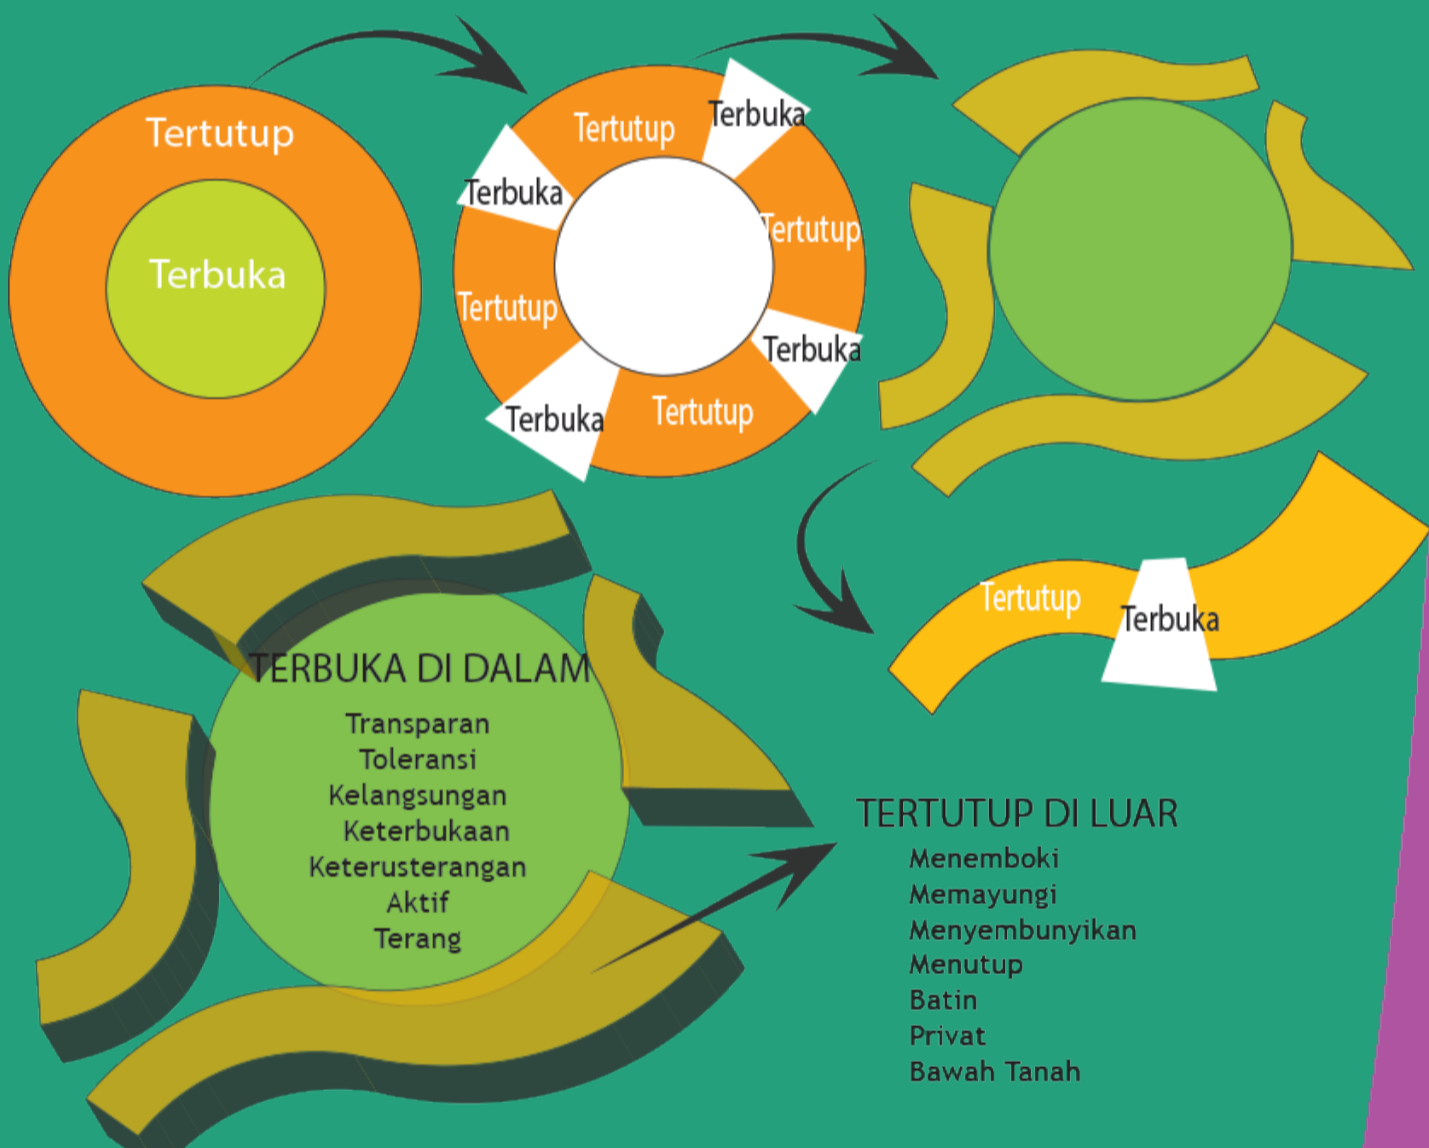 Tertutup
Terbuka
Tertutup
Terbuka
Terbuka
Tertutup
Tertutup
Terbuka
Terbuka
Tertutup
Tertutup
Terbuka
TERBUKA DI DALAM
Transparan
Toleransi
Kelangsungan
Keterbukaan
Keterusterangan
Aktif
Terang
TERTUTUP DI LUAR
Menemboki
Memayungi
Menyembunyikan
Menutup
Batin
Privat
Bawah Tanah